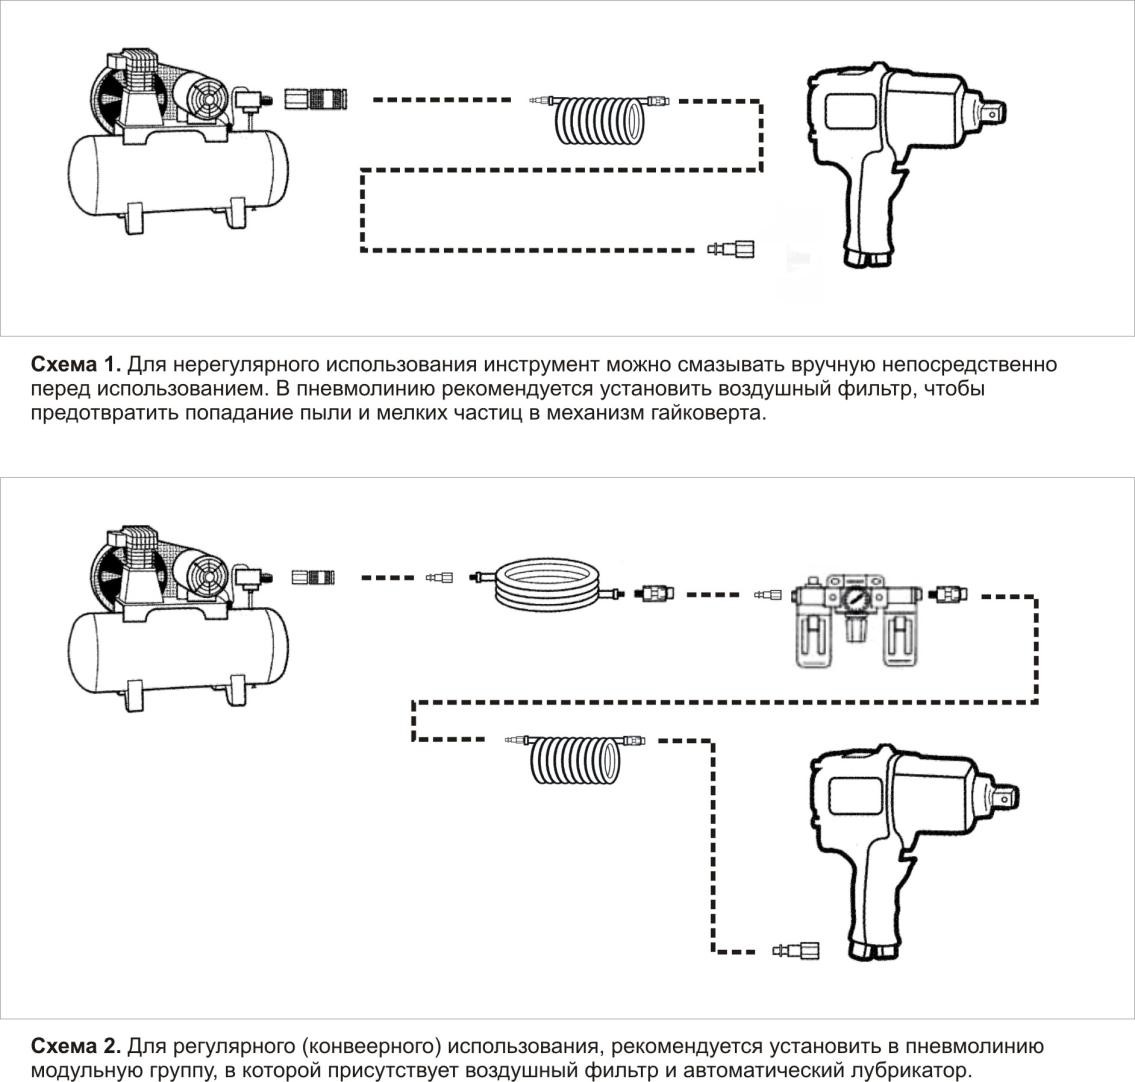 Схема 1. Для нерегулярного использования инструмент можно смазывать вручную непосредственно
перед использованием. В пневмолинию рекомендуется установить воздушный фильтр, чтобы
предотвратить попадание пыли и мелких частиц в механизм гайковерта.
Схема 2. Для регулярного (конвеерного) использования, рекомендуется установить в пневмолинию
модульную группу, в которой присутствует воздушный фильтр и автоматический лубрикатор.